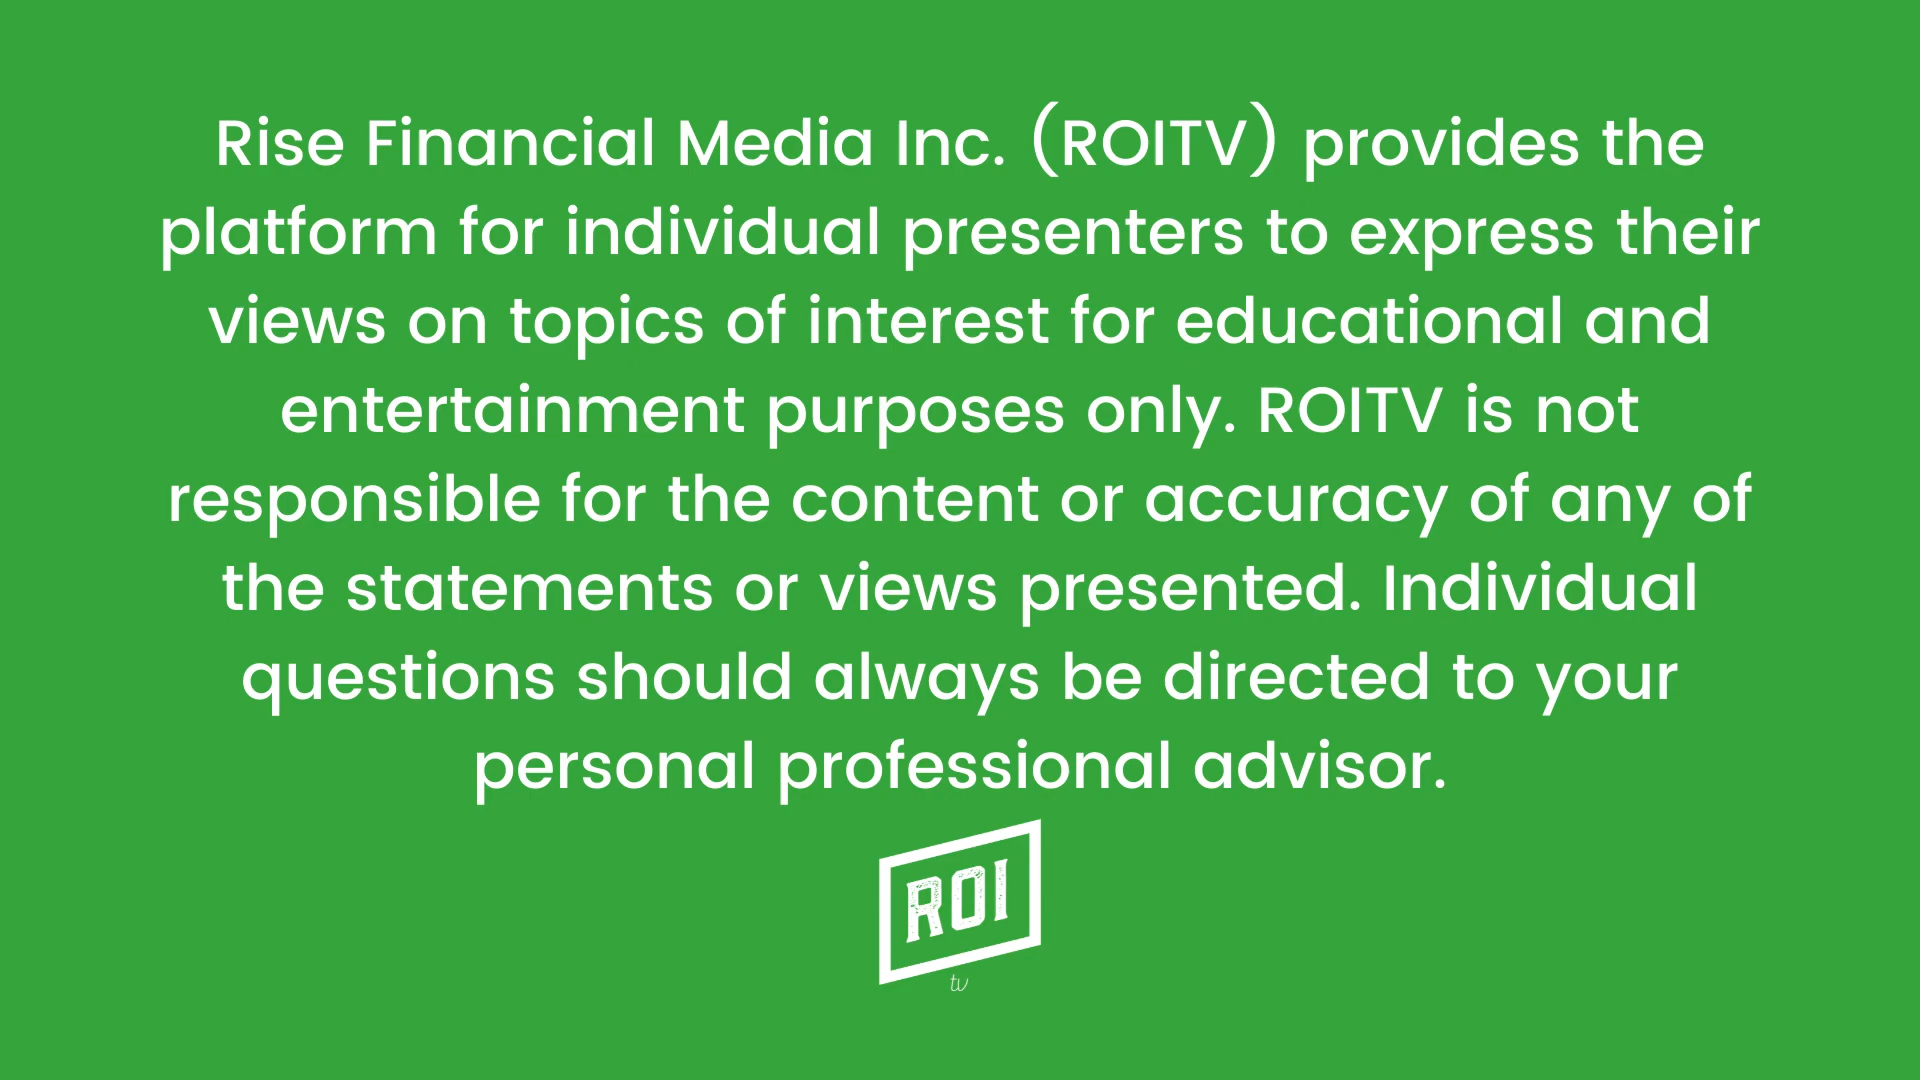 Rise Financial Media Inc. (ROITV) provides the
platform for individual presenters to express their
views on topics of interest for educational and
entertainment purposes only. ROITV is not
responsible for the content or accuracy of any of
the statements or views presented. Individual
questions should always be directed to your
personal professional advisor.
ROI
tv